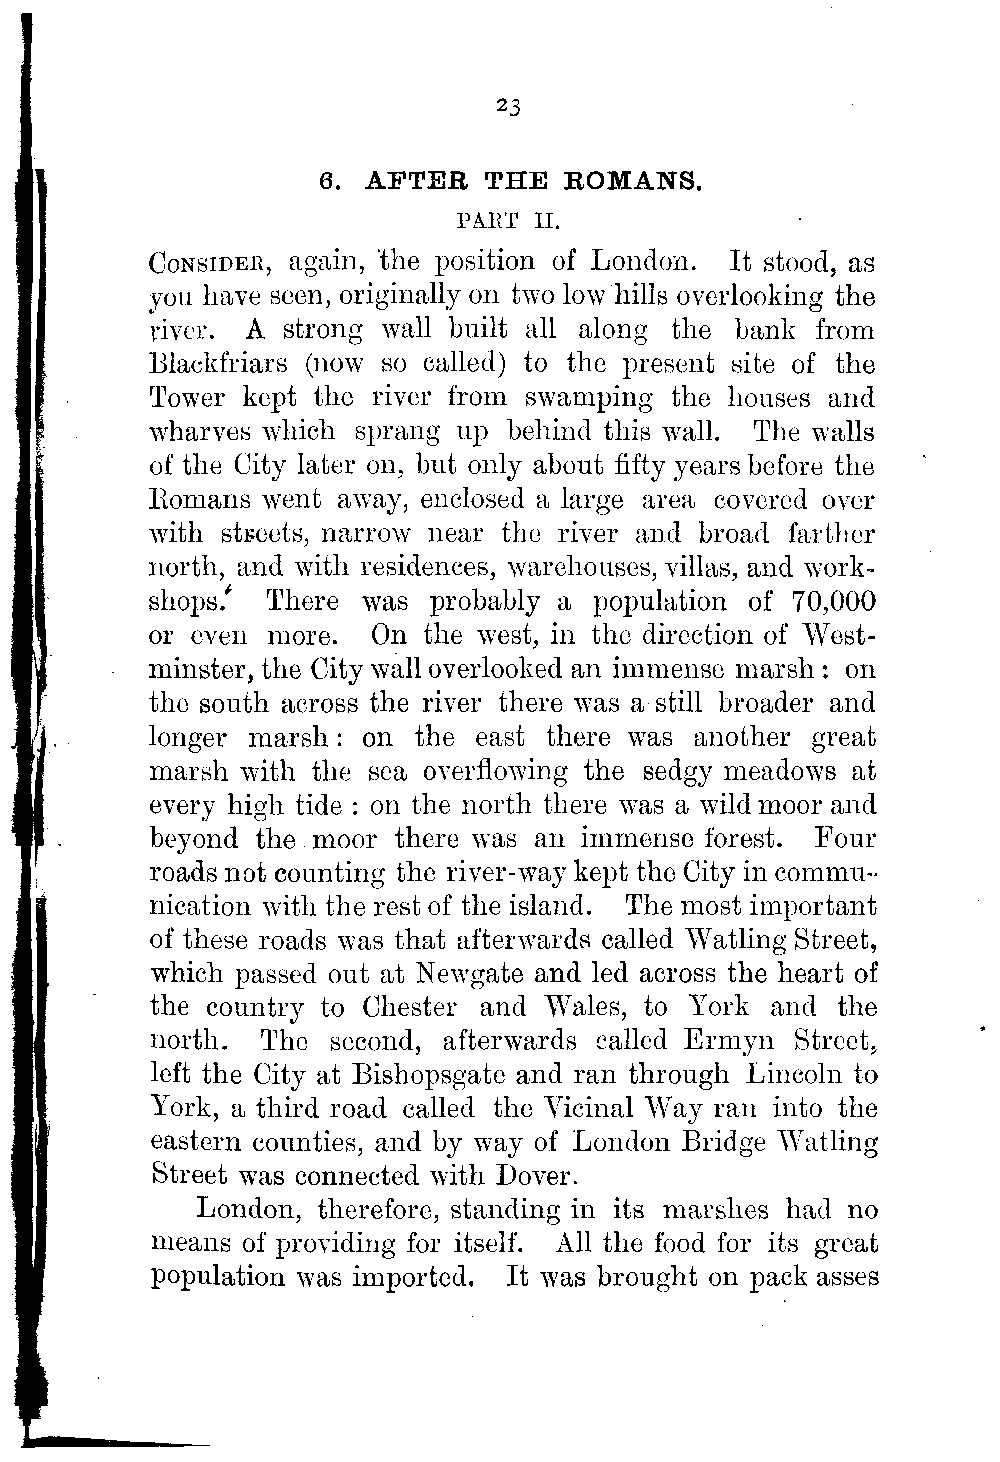 23
6. AFTER THE ROMANS.
PART II.
CONSIDER, again, the position of London. It stood, as
you have seen, originally on two low hills overlooking the
river. A strong wall built all along the bank from
Blackfriars (now so called) to the present site of the
Tower kept the river from swamping the houses and
wharves which sprang up behind this wall. The walls
of the City later on, but only about fifty years before the
Romans went away, enclosed a large area covered over
with streets, narrow near the river and broad farther
north, and with residences, warehouses, villas, and work-
shops. There was probably a population of 70,000
or even more. On the west, in the direction of West-
minster, the City wall overlooked an immense marsh: on
the south across the river there was a still broader and
longer marsh: on the east there was another great
marsh with the sea overflowing the sedgy meadows at
every high tide: on the north there was a wild moor and
beyond the moor there was an immense forest. Four
roads not counting the river-way kept the City in commu-
nication with the rest of the island. The most important
of these roads was that afterwards called Watling Street,
which passed out at Newgate and led across the heart of
the country to Chester and Wales, to York and the
north. The second, afterwards called Ermyn Street,
left the City at Bishopsgate and ran through Lincoln to
York, a third road called the Vicinal Way ran into the
eastern counties, and by way of London Bridge Watling
Street was connected with Dover.
London, therefore, standing in its marshes had no
means of providing for itself. All the food for its great
population was imported. It was brought on pack asses